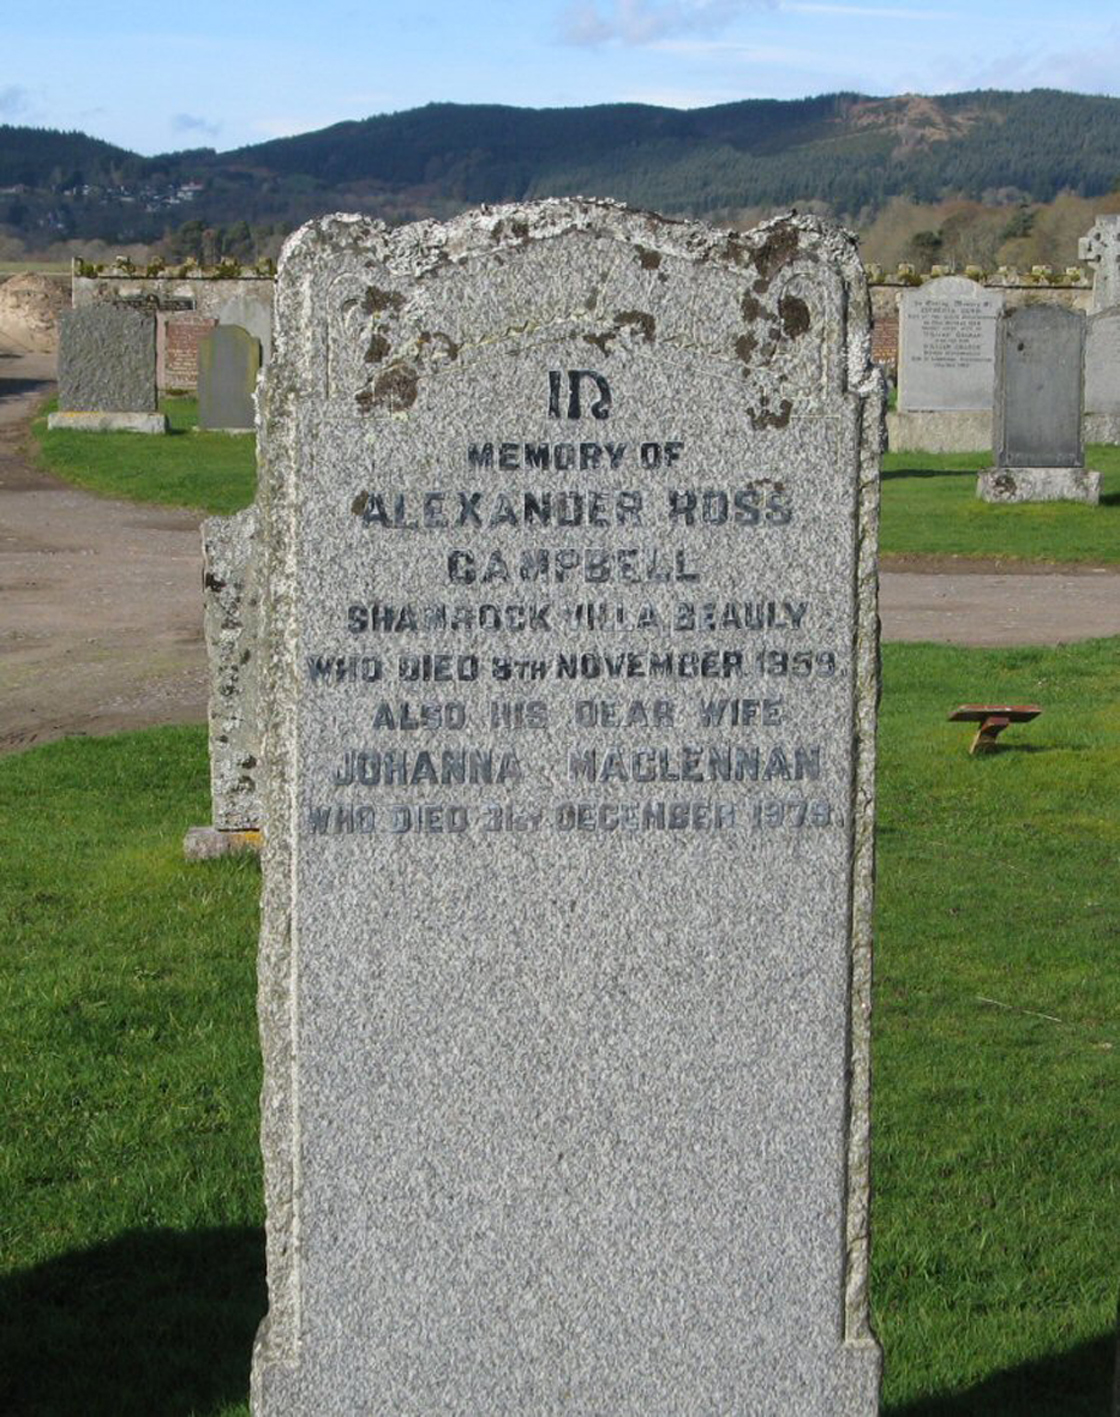 IN
MEMORY OF
ALEXANDER ROSS
CAMPBELL
SHAMROCK VILLA BEAULY
WHO DIED 8TH NOVEMBER 1959
ALSO HIS DEAR WIFE
JOHANNA MACLENNAN
WHO DIED 31ST DECEMBER 1979